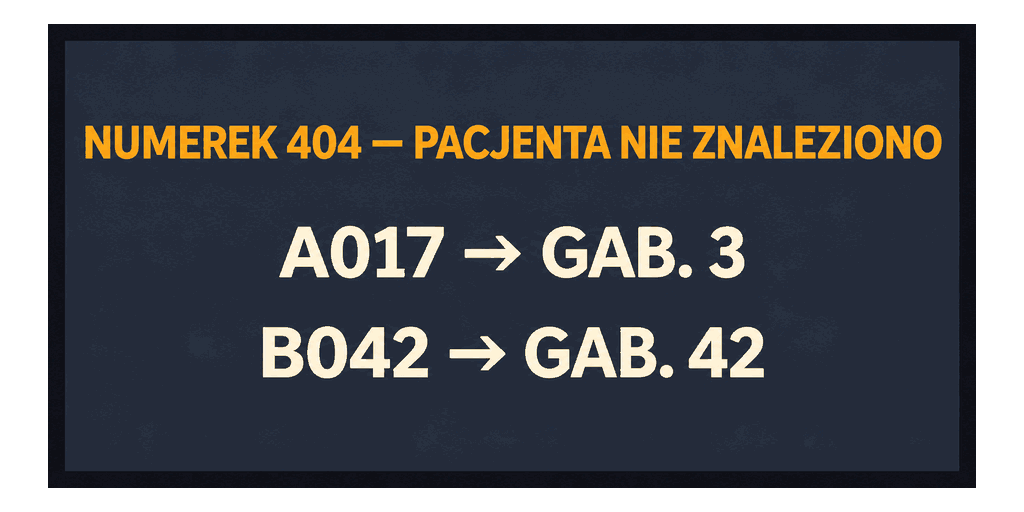 NUMEREK 404 — PACJENTA NIE ZNALEZIONO
A017 → GAB. 3
B042 → GAB. 42